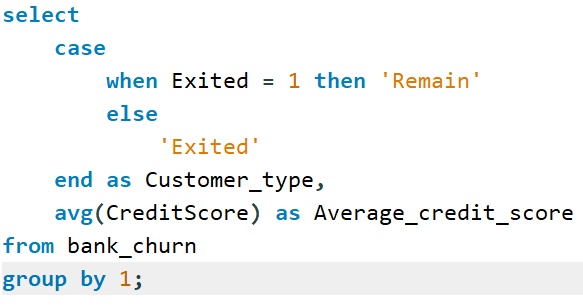 select
case
when Exited = 1 then 'Remain'
else
'Exited'
end as Customer_type,
avg(CreditScore) as Average_credit_score
from bank_churn
group by 1;